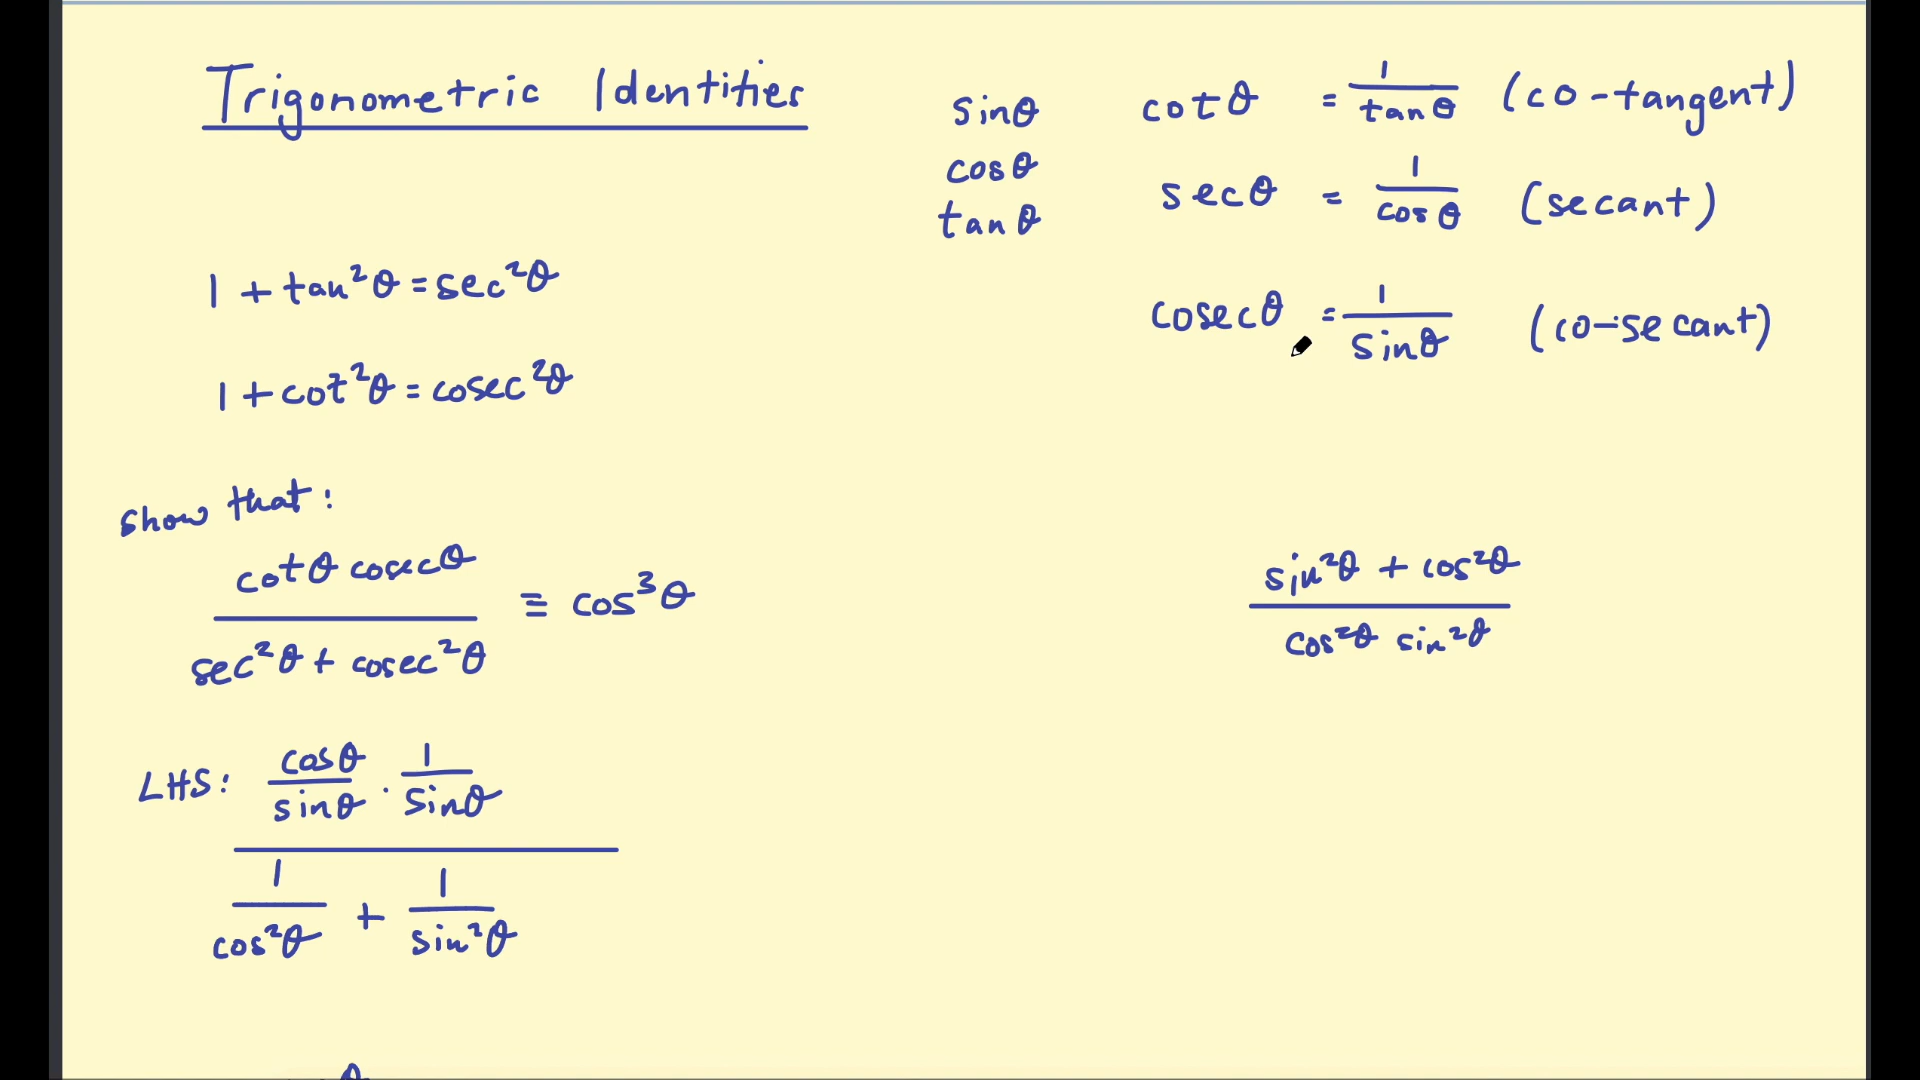 Trigonometric Identities
sinθ
cosθ
tanθ
cotθ = 1/tanθ (co-tangent)
secθ = 1/cosθ (secant)
cosecθ = 1/sinθ (co-secant)
1 + tan²θ = sec²θ
1 + cot²θ = cosec²θ
show that:
cotθ cosecθ
sec²θ + cosec²θ
≡ cos³θ
sin²θ + cos²θ
cos²θ sin²θ
LHS: cosθ/sinθ · 1/sinθ
1/cos²θ + 1/sin²θ